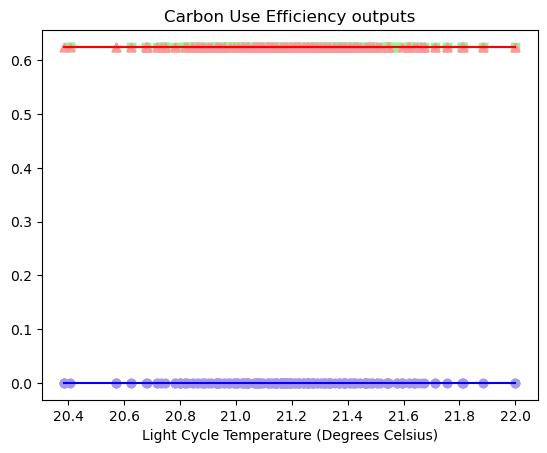 Carbon Use Efficiency outputs
0.6
0.5
0.4
0.3
0.2
0.1
0.0
20.4 20.6 20.8 21.0 21.2 21.4 21.6 21.8 22.0
Light Cycle Temperature (Degrees Celsius)